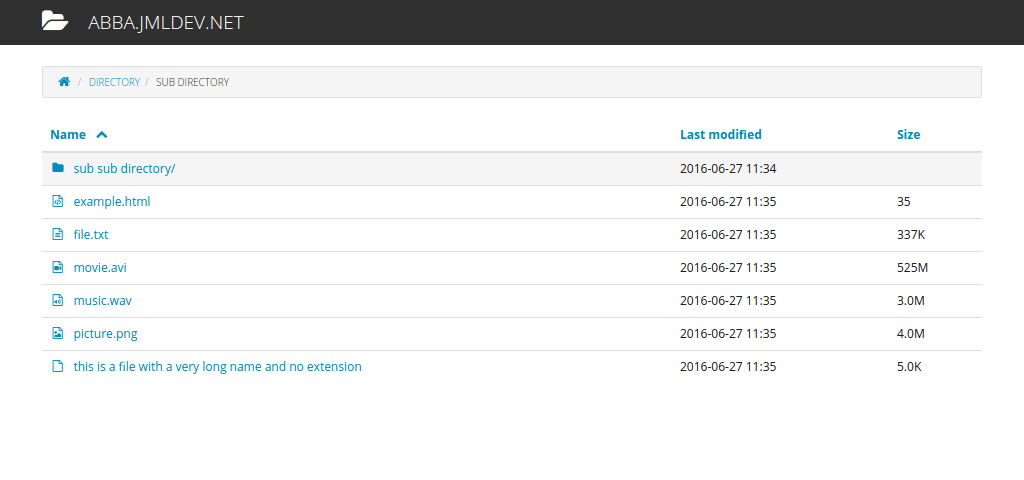 ABBA.JMLDEV.NET
/ DIRECTORY / SUB DIRECTORY
Name Last modified Size
sub sub directory/ 2016-06-27 11:34
example.html 2016-06-27 11:35 35
file.txt 2016-06-27 11:35 337K
movie.avi 2016-06-27 11:35 525M
music.wav 2016-06-27 11:35 3.0M
picture.png 2016-06-27 11:35 4.0M
this is a file with a very long name and no extension 2016-06-27 11:35 5.0K